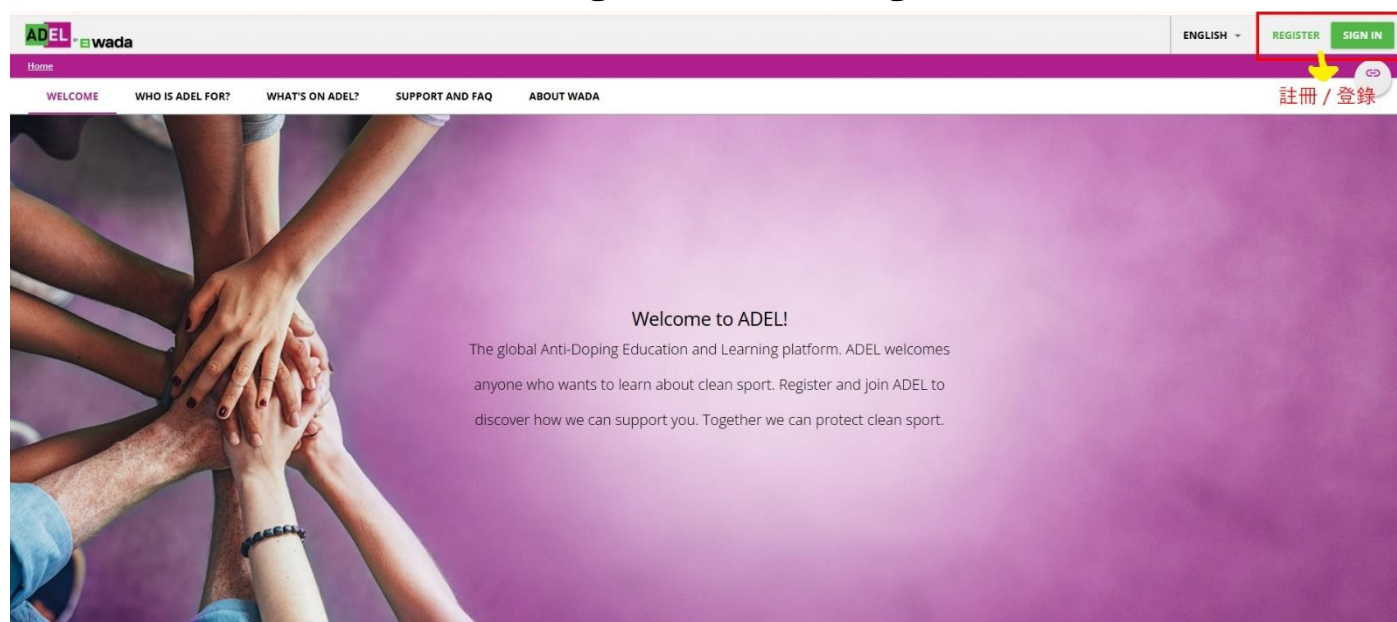 ADEL BY wada
ENGLISH
REGISTER
SIGN IN
Home
WELCOME
WHO IS ADEL FOR?
WHAT'S ON ADEL?
SUPPORT AND FAQ
ABOUT WADA
註冊 / 登錄
Welcome to ADEL!
The global Anti-Doping Education and Learning platform. ADEL welcomes
anyone who wants to learn about clean sport. Register and join ADEL to
discover how we can support you. Together we can protect clean sport.